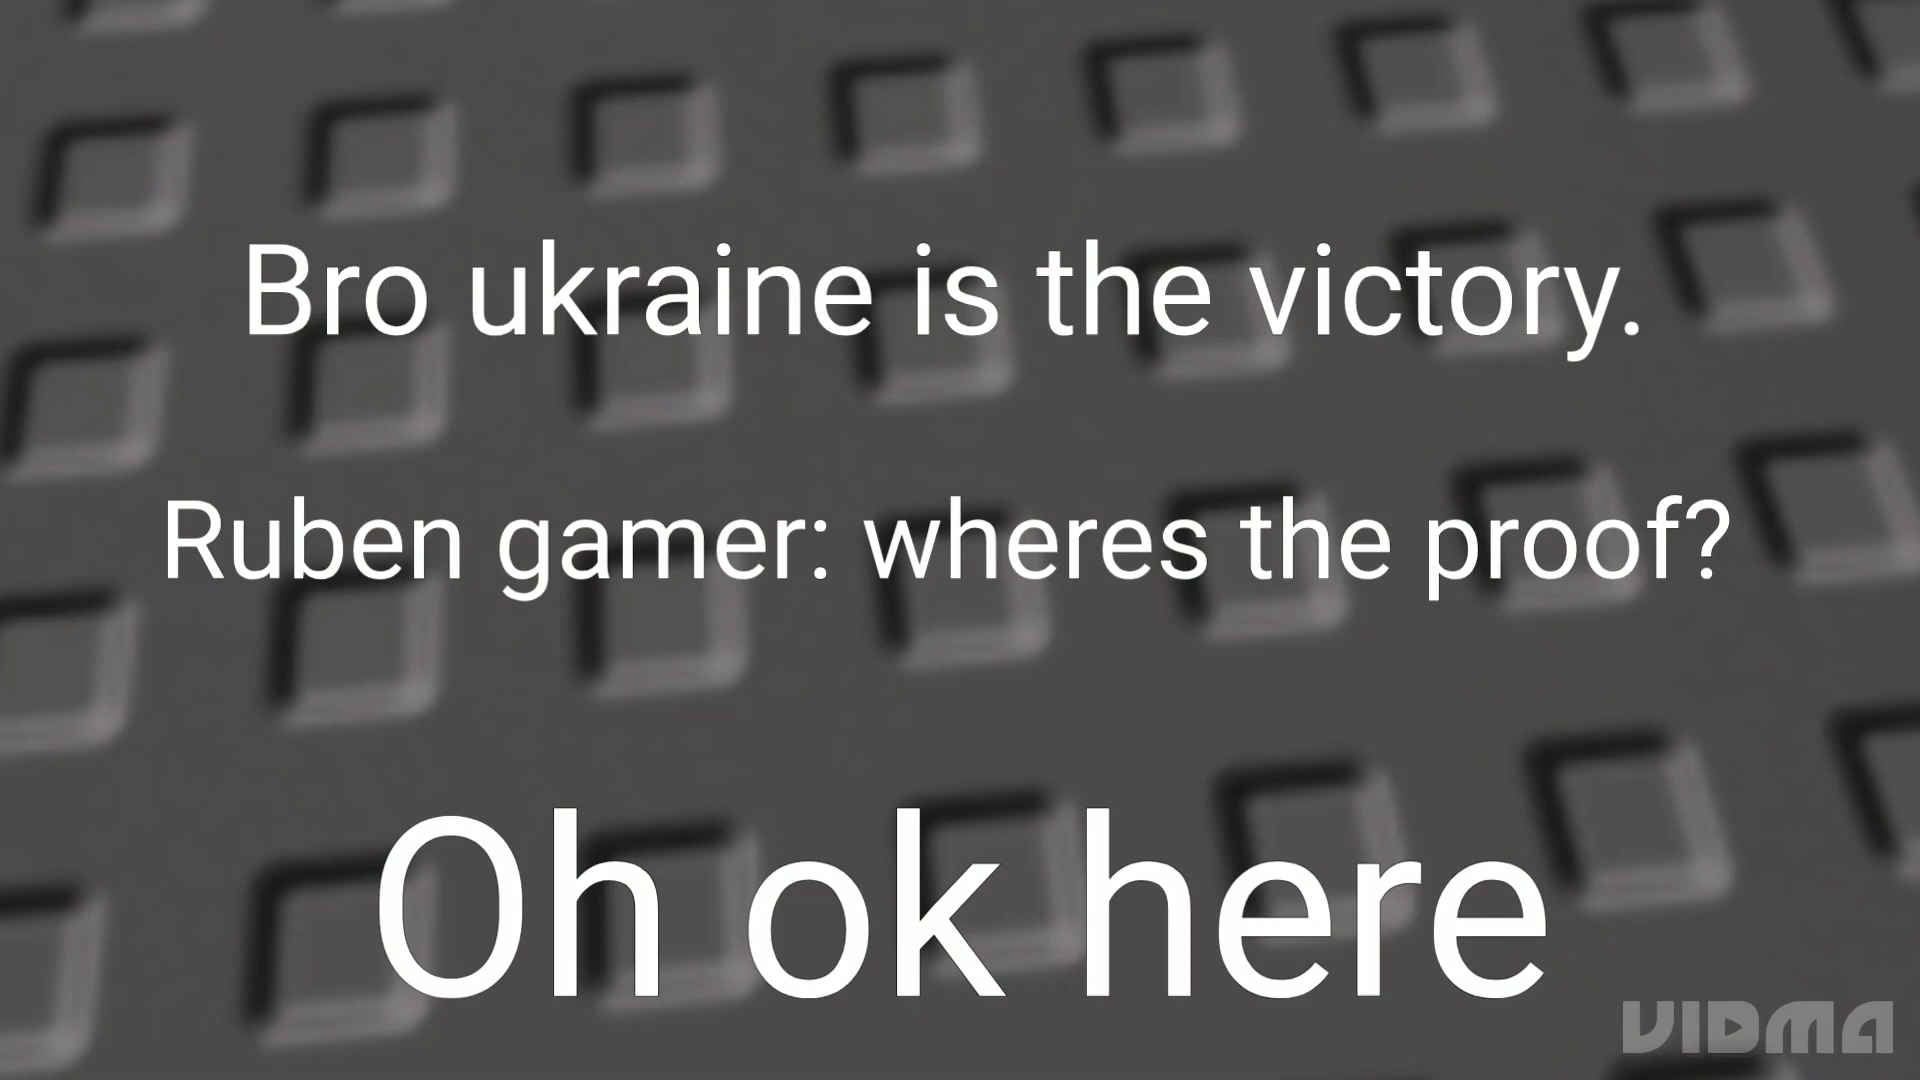 Bro ukraine is the victory.
Ruben gamer: wheres the proof?
Oh ok here
VIDMA